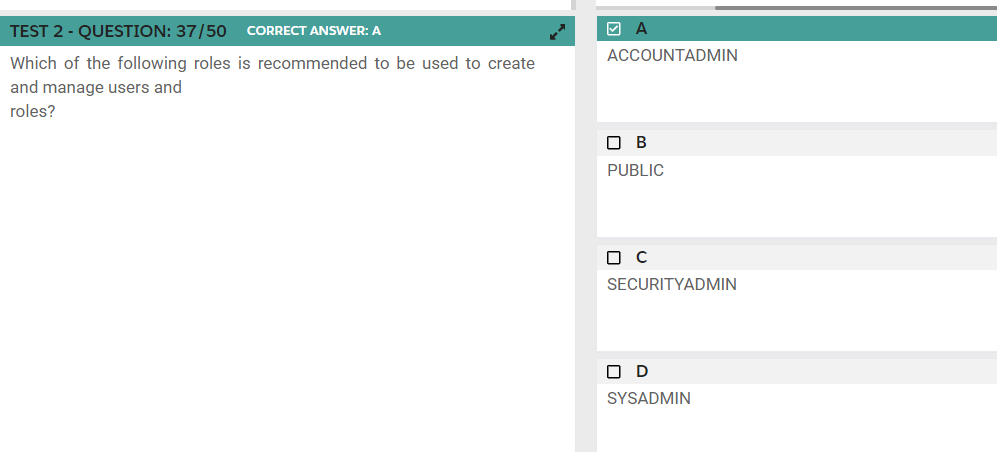 TEST 2 - QUESTION: 37/50 CORRECT ANSWER: A
Which of the following roles is recommended to be used to create
and manage users and
roles?
A
ACCOUNTADMIN
B
PUBLIC
C
SECURITYADMIN
D
SYSADMIN